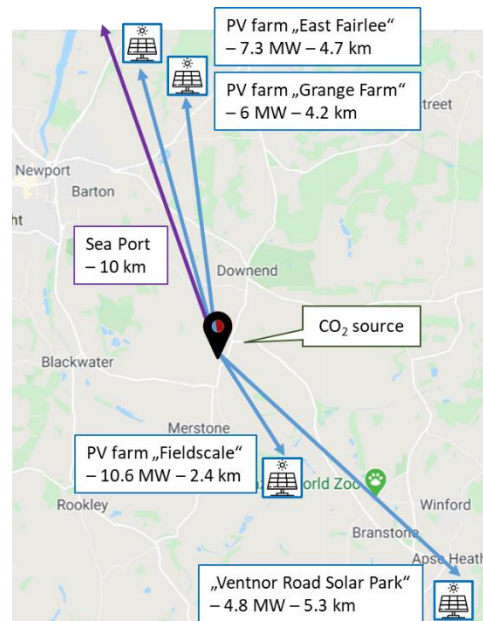 PV farm „East Fairlee“
– 7.3 MW – 4.7 km
PV farm „Grange Farm“
– 6 MW – 4.2 km
street
Newport
Barton
ht
Sea Port
– 10 km
Downend
CO₂ source
Blackwater
Merstone
PV farm „Fieldscale“
– 10.6 MW – 2.4 km
orld Zoo
Rookley
Winford
Branstone
Apse Heath
„Ventnor Road Solar Park“
– 4.8 MW – 5.3 km